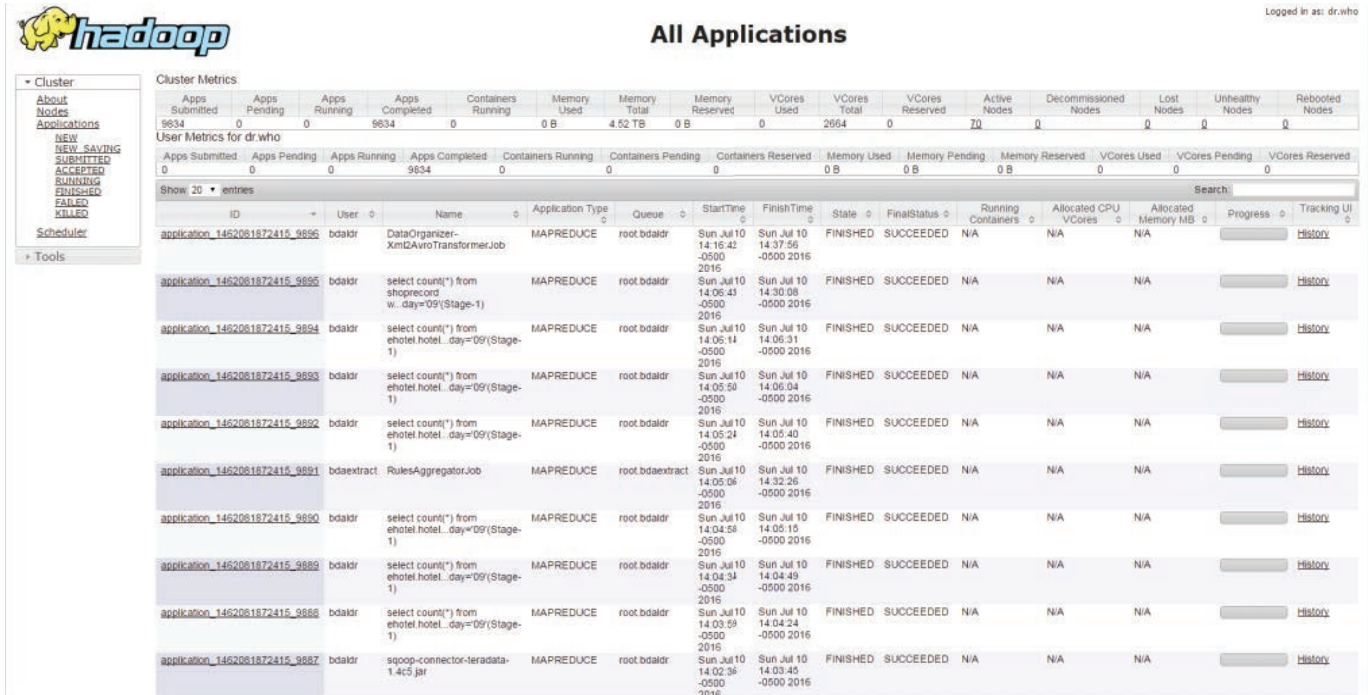 Logged in as: dr.who
hadoop
All Applications
Cluster
About
Nodes
Applications
NEW
NEW_SAVING
SUBMITTED
ACCEPTED
RUNNING
FINISHED
FAILED
KILLED
Scheduler
Tools
Cluster Metrics
Apps Submitted Apps Pending Apps Running Apps Completed Containers Running Memory Used Memory Total Memory Reserved VCores Used VCores Total VCores Reserved Active Nodes Decommissioned Nodes Lost Nodes Unhealthy Nodes Rebooted Nodes
9834 0 0 9834 0 0 B 4.52 TB 0 B 0 2664 0 70 0 0 0 0
User Metrics for dr.who
Apps Submitted Apps Pending Apps Running Apps Completed Containers Running Containers Pending Containers Reserved Memory Used Memory Pending Memory Reserved VCores Used VCores Pending VCores Reserved
0 0 0 9834 0 0 0 0 B 0 B 0 B 0 0 0
Show 20 entries Search:
ID User Name Application Type Queue StartTime FinishTime State FinalStatus Running Containers Allocated CPU VCores Allocated Memory MB Progress Tracking UI
application_1462081872415_9896 bdaldr DataOrganizer-Xml2AvroTransformerJob MAPREDUCE root.bdaldr Sun Jul 10 14:16:42 -0500 2016 Sun Jul 10 14:37:56 -0500 2016 FINISHED SUCCEEDED N/A N/A N/A History
application_1462081872415_9895 bdaldr select count(*) from shoprecord w...day='09'(Stage-1) MAPREDUCE root.bdaldr Sun Jul 10 14:06:43 -0500 2016 Sun Jul 10 14:30:08 -0500 2016 FINISHED SUCCEEDED N/A N/A N/A History
application_1462081872415_9894 bdaldr select count(*) from ehotel.hotel...day='09'(Stage-1) MAPREDUCE root.bdaldr Sun Jul 10 14:06:14 -0500 2016 Sun Jul 10 14:06:31 -0500 2016 FINISHED SUCCEEDED N/A N/A N/A History
application_1462081872415_9893 bdaldr select count(*) from ehotel.hotel...day='09'(Stage-1) MAPREDUCE root.bdaldr Sun Jul 10 14:05:50 -0500 2016 Sun Jul 10 14:06:04 -0500 2016 FINISHED SUCCEEDED N/A N/A N/A History
application_1462081872415_9892 bdaldr select count(*) from ehotel.hotel...day='09'(Stage-1) MAPREDUCE root.bdaldr Sun Jul 10 14:05:24 -0500 2016 Sun Jul 10 14:05:40 -0500 2016 FINISHED SUCCEEDED N/A N/A N/A History
application_1462081872415_9891 bdaextract RulesAggregatorJob MAPREDUCE root.bdaextract Sun Jul 10 14:05:06 -0500 2016 Sun Jul 10 14:32:26 -0500 2016 FINISHED SUCCEEDED N/A N/A N/A History
application_1462081872415_9890 bdaldr select count(*) from ehotel.hotel...day='09'(Stage-1) MAPREDUCE root.bdaldr Sun Jul 10 14:04:58 -0500 2016 Sun Jul 10 14:05:15 -0500 2016 FINISHED SUCCEEDED N/A N/A N/A History
application_1462081872415_9889 bdaldr select count(*) from ehotel.hotel...day='09'(Stage-1) MAPREDUCE root.bdaldr Sun Jul 10 14:04:34 -0500 2016 Sun Jul 10 14:04:49 -0500 2016 FINISHED SUCCEEDED N/A N/A N/A History
application_1462081872415_9888 bdaldr select count(*) from ehotel.hotel...day='09'(Stage-1) MAPREDUCE root.bdaldr Sun Jul 10 14:03:59 -0500 2016 Sun Jul 10 14:04:24 -0500 2016 FINISHED SUCCEEDED N/A N/A N/A History
application_1462081872415_9887 bdaldr sqoop-connector-teradata-1.4c5.jar MAPREDUCE root.bdaldr Sun Jul 10 14:02:36 -0500 2016 Sun Jul 10 14:03:45 -0500 2016 FINISHED SUCCEEDED N/A N/A N/A History